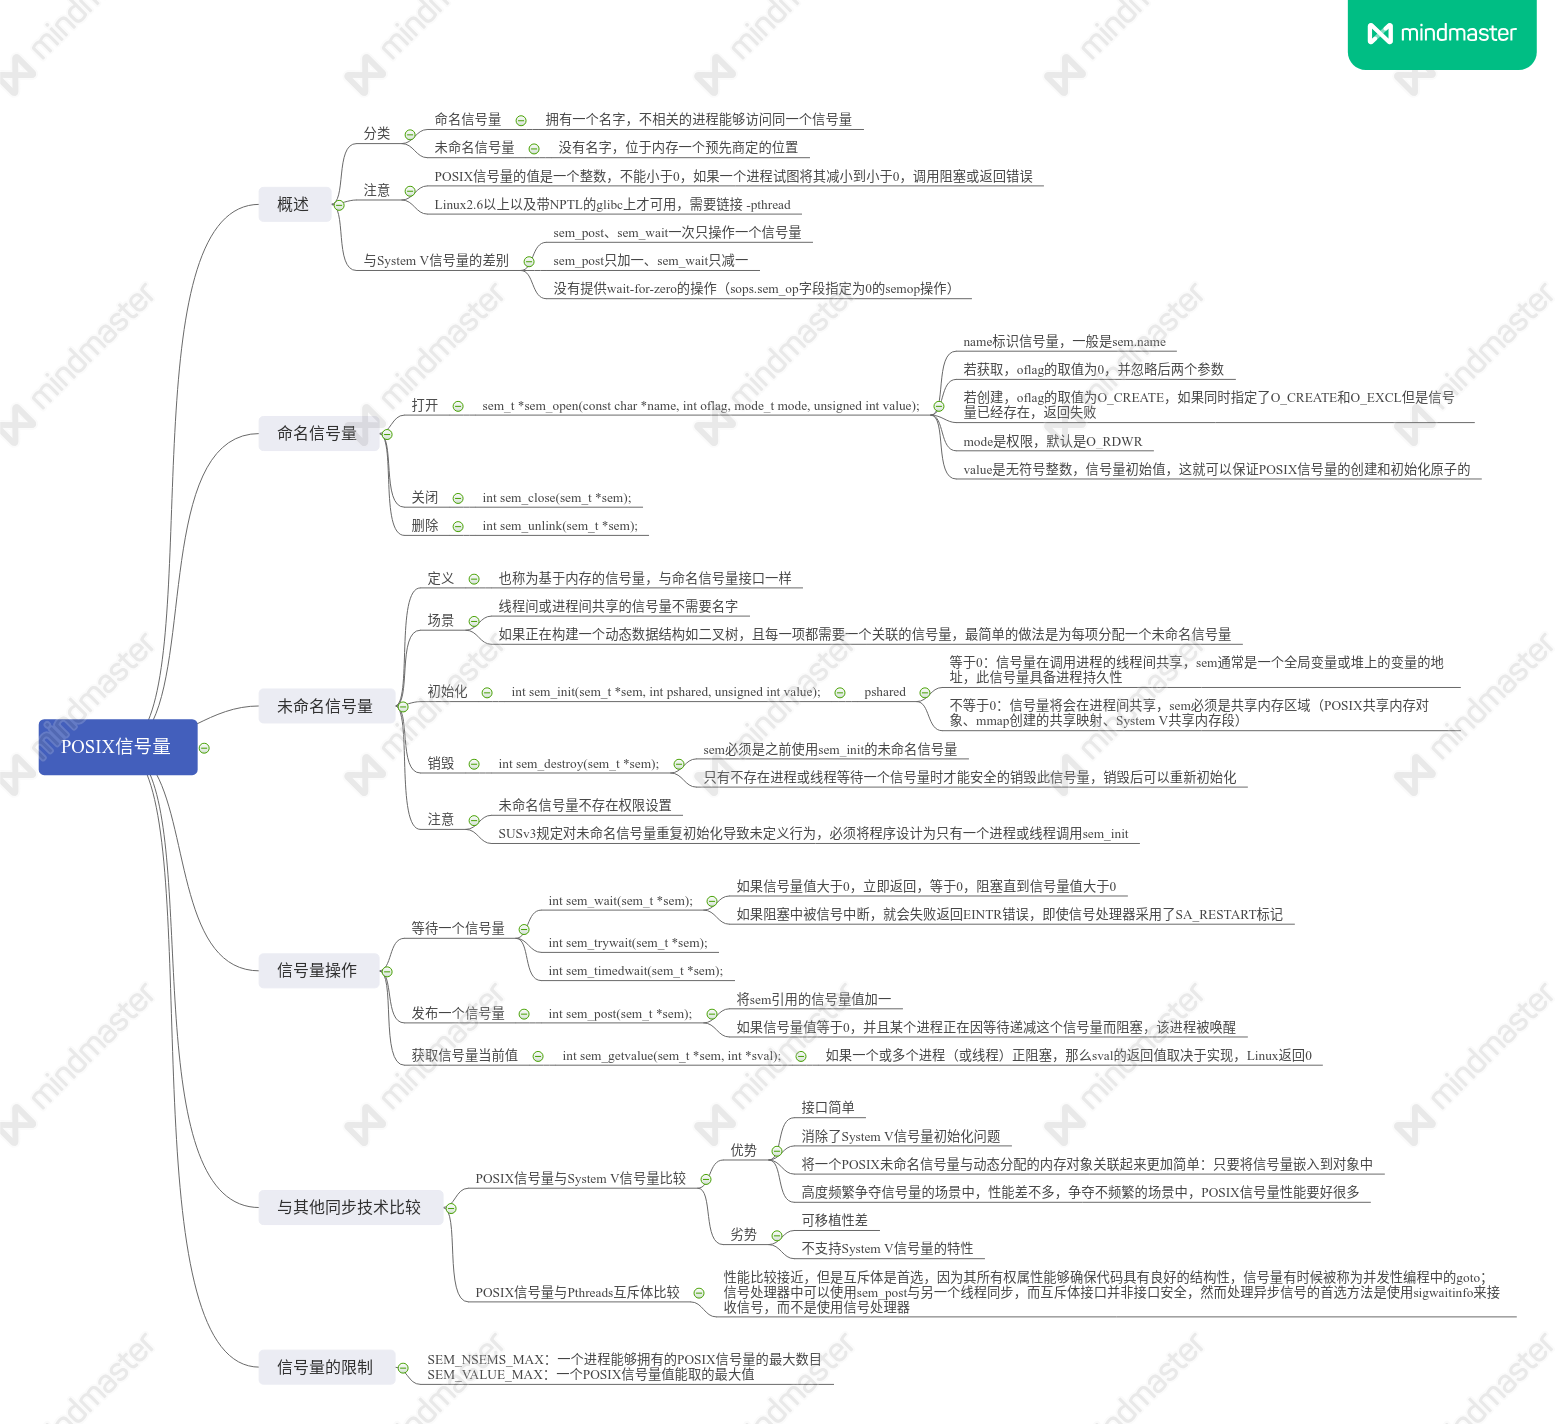 mindmaster
POSIX信号量
概述
分类
命名信号量
拥有一个名字，不相关的进程能够访问同一个信号量
未命名信号量
没有名字，位于内存一个预先商定的位置
注意
POSIX信号量的值是一个整数，不能小于0，如果一个进程试图将其减小到小于0，调用阻塞或返回错误
Linux2.6以上以及带NPTL的glibc上才可用，需要链接 -pthread
与System V信号量的差别
sem_post、sem_wait一次只操作一个信号量
sem_post只加一、sem_wait只减一
没有提供wait-for-zero的操作（sops.sem_op字段指定为0的semop操作）
命名信号量
打开
sem_t *sem_open(const char *name, int oflag, mode_t mode, unsigned int value);
name标识信号量，一般是sem.name
若获取，oflag的取值为0，并忽略后两个参数
若创建，oflag的取值为O_CREATE，如果同时指定了O_CREATE和O_EXCL但是信号
量已经存在，返回失败
mode是权限，默认是O_RDWR
value是无符号整数，信号量初始值，这就可以保证POSIX信号量的创建和初始化原子的
关闭
int sem_close(sem_t *sem);
删除
int sem_unlink(sem_t *sem);
未命名信号量
定义
也称为基于内存的信号量，与命名信号量接口一样
场景
线程间或进程间共享的信号量不需要名字
如果正在构建一个动态数据结构如二叉树，且每一项都需要一个关联的信号量，最简单的做法是为每项分配一个未命名信号量
初始化
int sem_init(sem_t *sem, int pshared, unsigned int value);
pshared
等于0：信号量在调用进程的线程间共享，sem通常是一个全局变量或堆上的变量的地
址，此信号量具备进程持久性
不等于0：信号量将会在进程间共享，sem必须是共享内存区域（POSIX共享内存对
象、mmap创建的共享映射、System V共享内存段）
销毁
int sem_destroy(sem_t *sem);
sem必须是之前使用sem_init的未命名信号量
只有不存在进程或线程等待一个信号量时才能安全的销毁此信号量，销毁后可以重新初始化
注意
未命名信号量不存在权限设置
SUSv3规定对未命名信号量重复初始化导致未定义行为，必须将程序设计为只有一个进程或线程调用sem_init
信号量操作
等待一个信号量
int sem_wait(sem_t *sem);
如果信号量值大于0，立即返回，等于0，阻塞直到信号量值大于0
如果阻塞中被信号中断，就会失败返回EINTR错误，即使信号处理器采用了SA_RESTART标记
int sem_trywait(sem_t *sem);
int sem_timedwait(sem_t *sem);
发布一个信号量
int sem_post(sem_t *sem);
将sem引用的信号量值加一
如果信号量值等于0，并且某个进程正在因等待递减这个信号量而阻塞，该进程被唤醒
获取信号量当前值
int sem_getvalue(sem_t *sem, int *sval);
如果一个或多个进程（或线程）正阻塞，那么sval的返回值取决于实现，Linux返回0
与其他同步技术比较
POSIX信号量与System V信号量比较
优势
接口简单
消除了System V信号量初始化问题
将一个POSIX未命名信号量与动态分配的内存对象关联起来更加简单：只要将信号量嵌入到对象中
高度频繁争夺信号量的场景中，性能差不多，争夺不频繁的场景中，POSIX信号量性能要好很多
劣势
可移植性差
不支持System V信号量的特性
POSIX信号量与Pthreads互斥体比较
性能比较接近，但是互斥体是首选，因为其所有权属性能够确保代码具有良好的结构性，信号量有时候被称为并发性编程中的goto；
信号处理器中可以使用sem_post与另一个线程同步，而互斥体接口并非接口安全，然而处理异步信号的首选方法是使用sigwaitinfo来接
收信号，而不是使用信号处理器
信号量的限制
SEM_NSEMS_MAX：一个进程能够拥有的POSIX信号量的最大数目
SEM_VALUE_MAX：一个POSIX信号量值能取的最大值